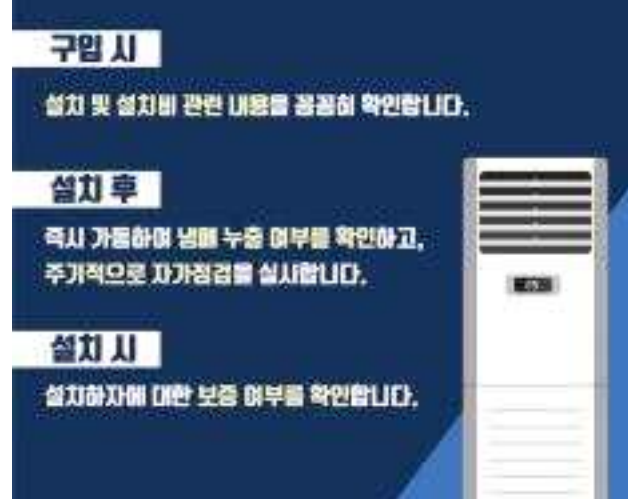 구입 시
설치 및 설치비 관련 내용을 꼼꼼히 확인합니다.
설치 후
즉시 가동하여 냉매 누출 여부를 확인하고,
주기적으로 자가점검을 실시합니다.
설치 시
설치하자에 대한 보증 여부를 확인합니다.